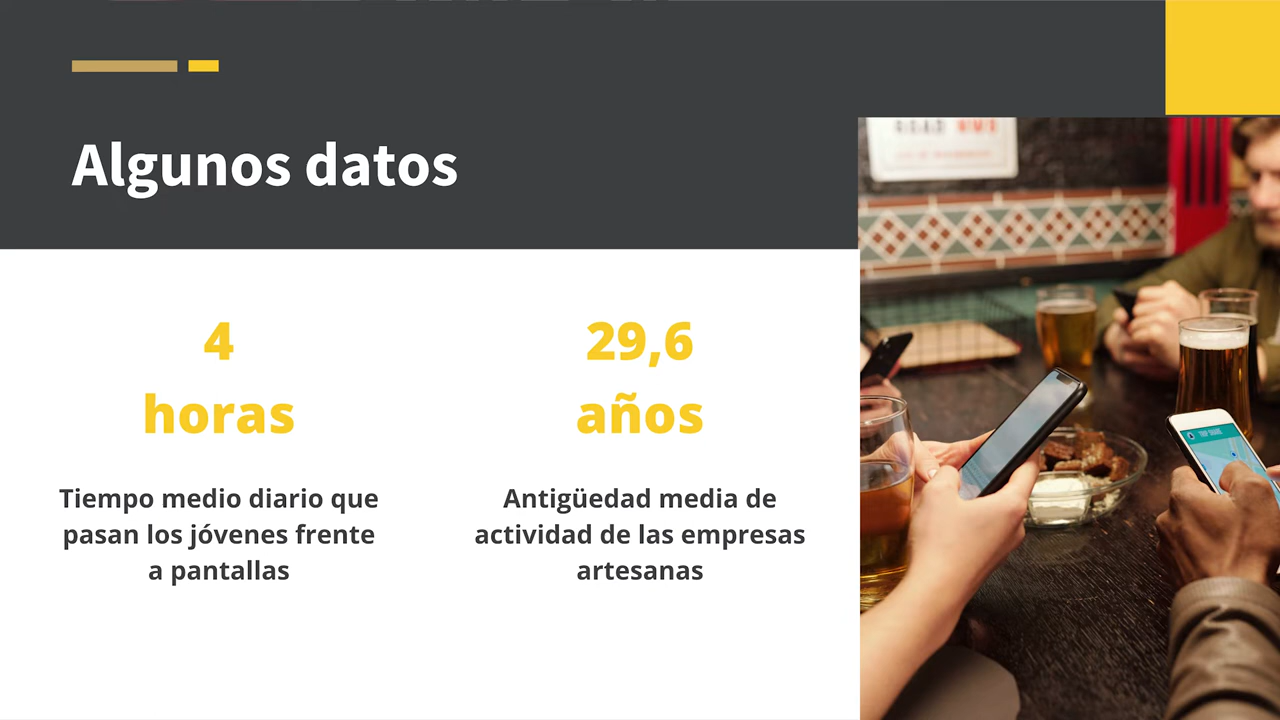 Algunos datos
4
horas
Tiempo medio diario que
pasan los jóvenes frente
a pantallas
29,6
años
Antigüedad media de
actividad de las empresas
artesanas